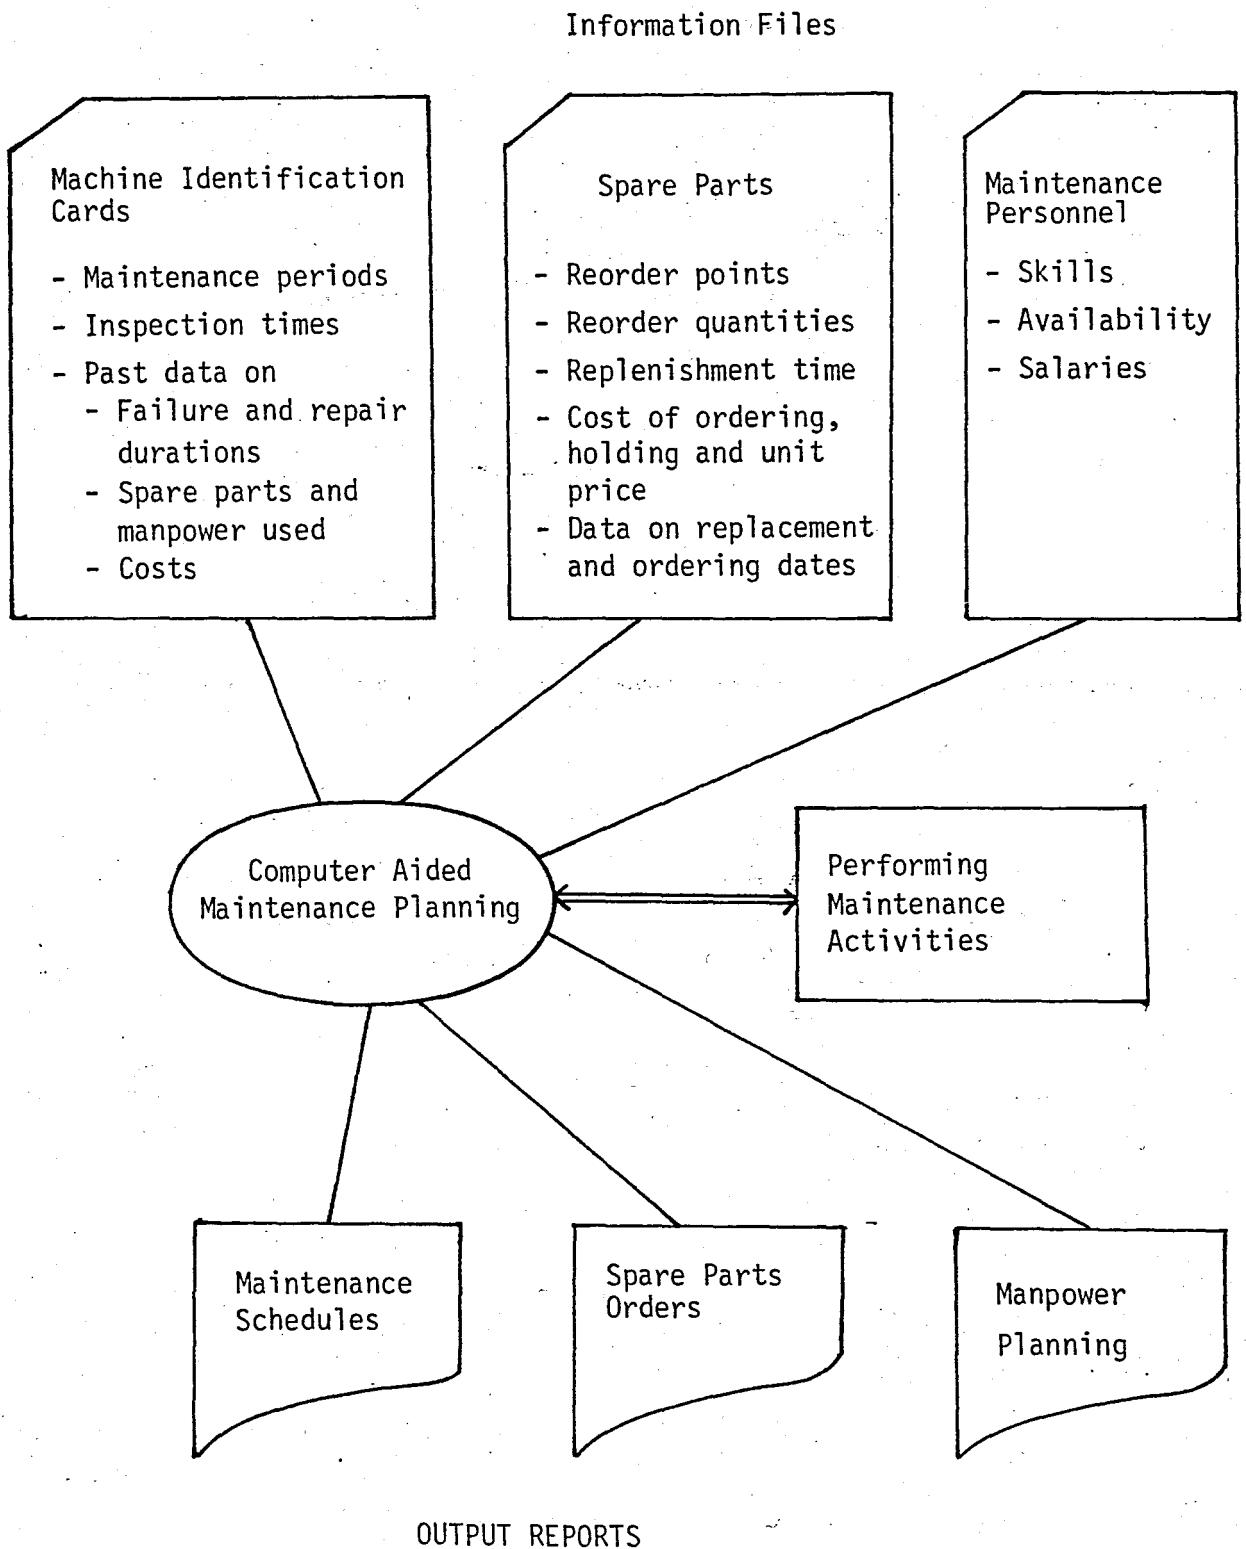 Information Files
Machine Identification
Cards
- Maintenance periods
- Inspection times
- Past data on
- Failure and repair
durations
- Spare parts and
manpower used
- Costs
Spare Parts
- Reorder points
- Reorder quantities
- Replenishment time
- Cost of ordering,
holding and unit
price
- Data on replacement
and ordering dates
Maintenance
Personnel
- Skills
- Availability
- Salaries
Computer Aided
Maintenance Planning
Performing
Maintenance
Activities
Maintenance
Schedules
Spare Parts
Orders
Manpower
Planning
OUTPUT REPORTS